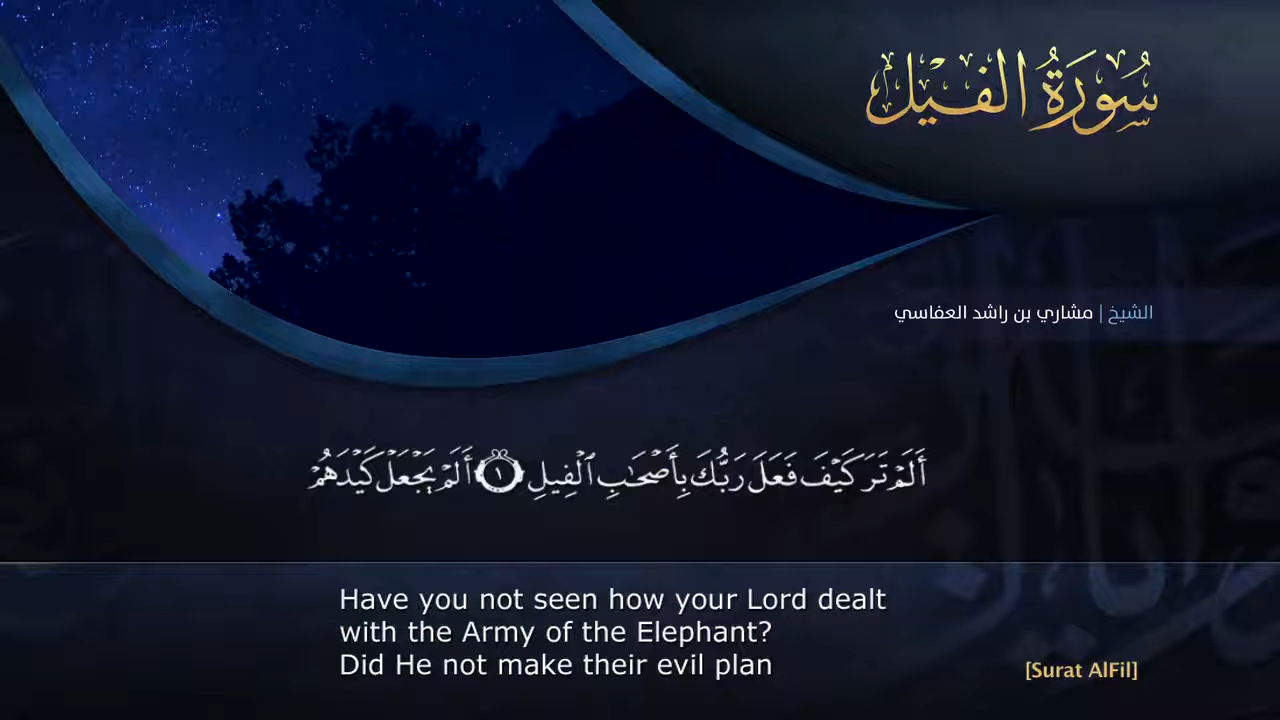 سُورَةُ الفِيل
الشيخ | مشاري بن راشد العفاسي
أَلَمۡ تَرَ كَيۡفَ فَعَلَ رَبُّكَ بِأَصۡحَٰبِ ٱلۡفِيلِ ١ أَلَمۡ يَجۡعَلۡ كَيۡدَهُمۡ
Have you not seen how your Lord dealt
with the Army of the Elephant?
Did He not make their evil plan
[Surat AlFil]